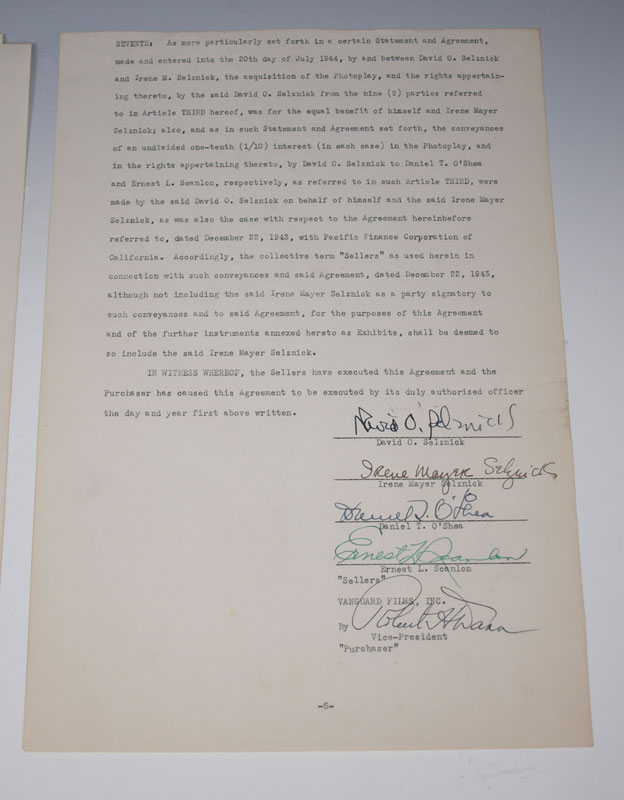 SEVENTH: As more particularly set forth in a certain Statement and Agreement,
made and entered into the 20th day of July 1944, by and between David O. Selznick
and Irene M. Selznick, the acquisition of the Photoplay, and the rights appertain-
ing thereto, by the said David O. Selznick from the nine (9) parties referred
to in Article THIRD hereof, was for the equal benefit of himself and Irene Mayer
Selznick; also, and as in such Statement and Agreement set forth, the conveyances
of an undivided one-tenth (1/10) interest (in each case) in the Photoplay, and
in the rights appertaining thereto, by David O. Selznick to Daniel T. O'Shea
and Ernest L. Scanlon, respectively, as referred to in such Article THIRD, were
made by the said David O. Selznick on behalf of himself and the said Irene Mayer
Selznick, as was also the case with respect to the Agreement hereinbefore
referred to, dated December 22, 1943, with Pacific Finance Corporation of
California. Accordingly, the collective term "Sellers" as used herein in
connection with such conveyances and said Agreement, dated December 22, 1943,
although not including the said Irene Mayer Selznick as a party signatory to
such conveyances and to said Agreement, for the purposes of this Agreement
and of the further instruments annexed hereto as Exhibits, shall be deemed to
so include the said Irene Mayer Selznick.
IN WITNESS WHEREOF, the Sellers have executed this Agreement and the
Purchaser has caused this Agreement to be executed by its duly authorized officer
the day and year first above written.
David O. Selznick
David O. Selznick
Irene Mayer Selznick
Irene Mayer Selznick
Daniel T. O'Shea
Daniel T. O'Shea
Ernest L. Scanlon
Ernest L. Scanlon
"Sellers"
VANGUARD FILMS, INC.
By Robert H Dann
Vice-President
"Purchaser"
-6-